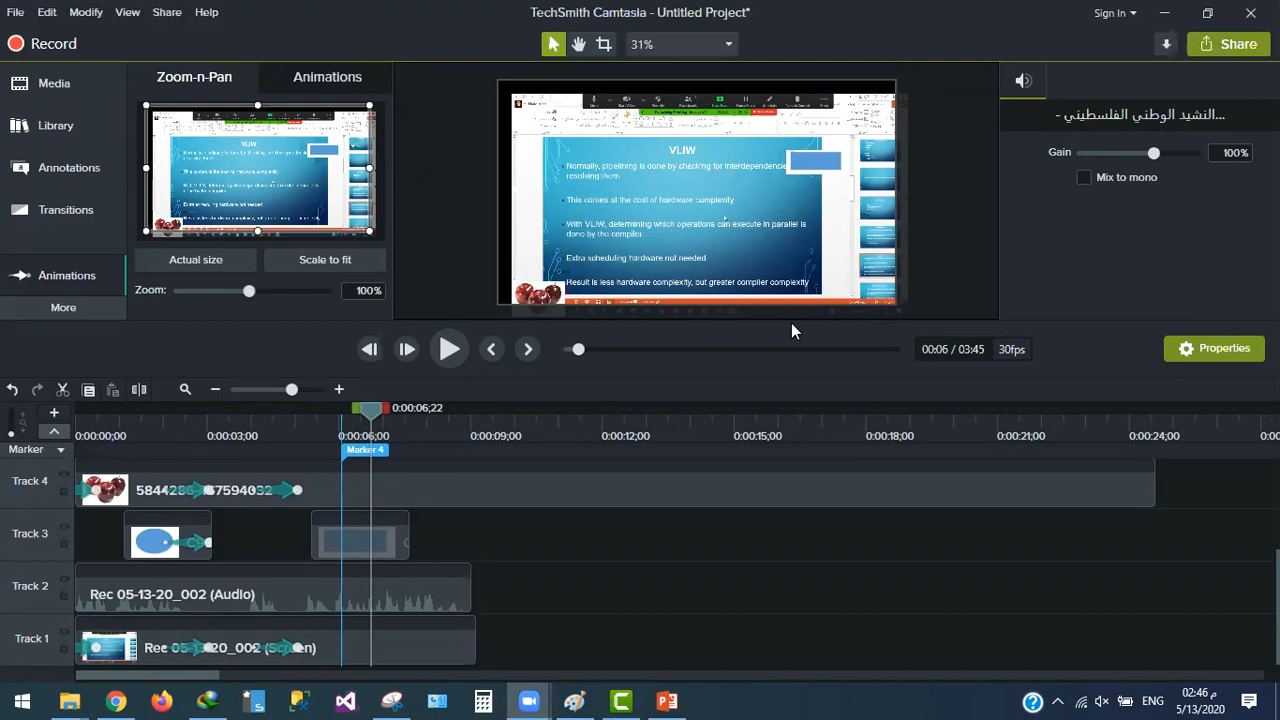 File Edit Modify View Share Help
TechSmith Camtasia - Untitled Project*
Sign In
Record
31%
Share
Media
Library
Transitions
Animations
More
Zoom-n-Pan
Animations
VLIW
Actual size
Scale to fit
Zoom:
100%
VLIW
Normally, pipelining is done by checking for interdependencie
resolving them
This comes at the cost of hardware complexity
With VLIW, determining which operations can execute in parallel is
done by the compiler
Extra scheduling hardware not needed
Result is less hardware complexity, but greater compiler complexity
النشيد الوطني الفلسطيني - ...
Gain
100%
Mix to mono
00:06 / 03:45
30fps
Properties
0:00:06;22
0:00:00;00
0:00:03;00
0:00:06;00
0:00:09;00
0:00:12;00
0:00:15;00
0:00:18;00
0:00:21;00
0:00:24;00
Marker
Marker 4
Track 4
Track 3
Track 2
Rec 05-13-20_002 (Audio)
Track 1
Rec 05-13-20_002 (Screen)
ENG
02:46 م
5/13/2020